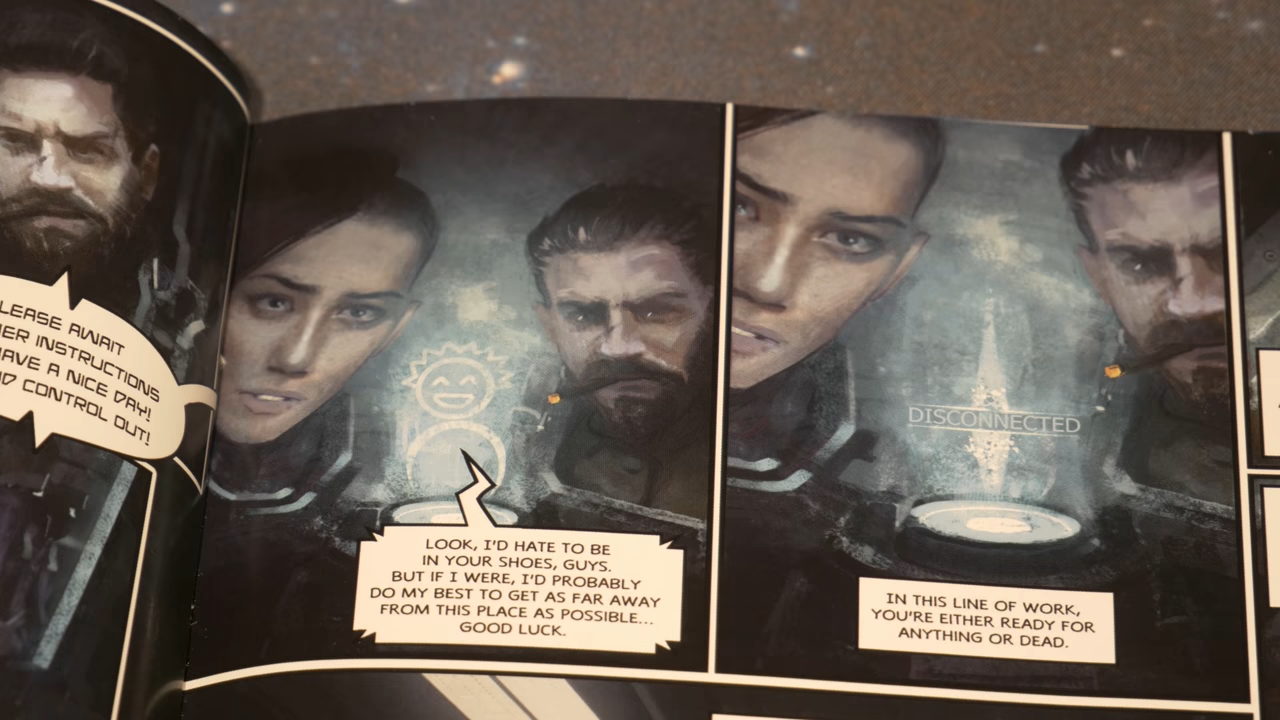 LEASE AWAIT
ER INSTRUCTIONS
AVE A NICE DAY!
CONTROL OUT!
LOOK, I'D HATE TO BE
IN YOUR SHOES, GUYS.
BUT IF I WERE, I'D PROBABLY
DO MY BEST TO GET AS FAR AWAY
FROM THIS PLACE AS POSSIBLE...
GOOD LUCK.
DISCONNECTED
IN THIS LINE OF WORK,
YOU'RE EITHER READY FOR
ANYTHING OR DEAD.